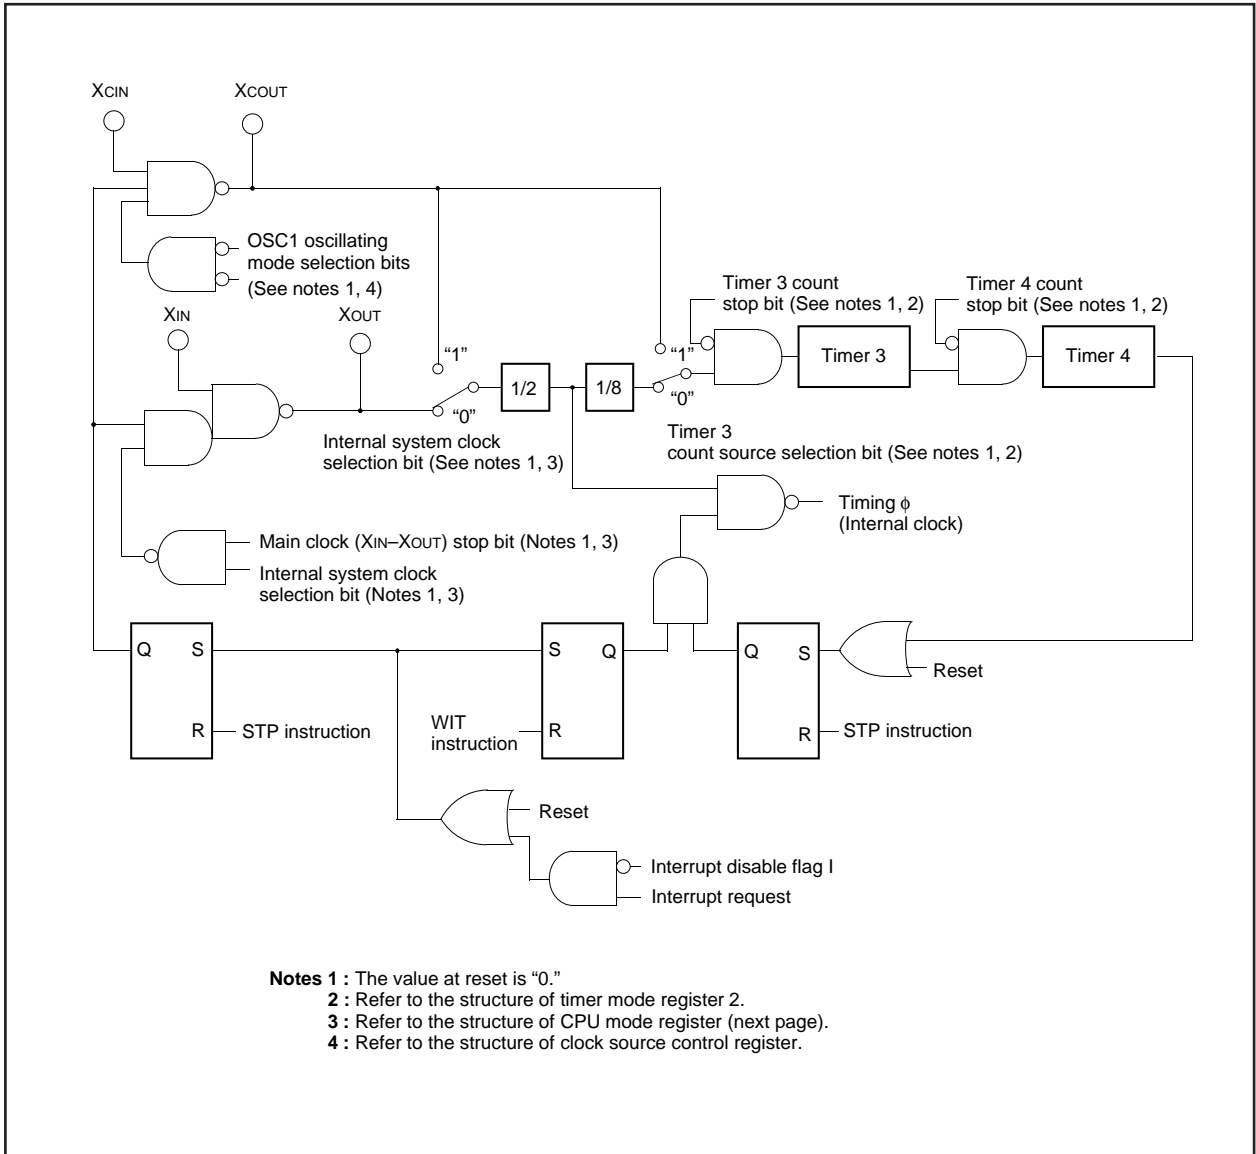 XCIN
XCOUT
OSC1 oscillating
mode selection bits
(See notes 1, 4)
XIN
XOUT
“1”
“0”
Internal system clock
selection bit (See notes 1, 3)
1/2
1/8
“1”
“0”
Timer 3
count source selection bit (See notes 1, 2)
Timer 3 count
stop bit (See notes 1, 2)
Timer 3
Timer 4 count
stop bit (See notes 1, 2)
Timer 4
Timing ϕ
(Internal clock)
Main clock (XIN–XOUT) stop bit (Notes 1, 3)
Internal system clock
selection bit (Notes 1, 3)
Q S
R
STP instruction
S Q
R
WIT
instruction
Q S
R
STP instruction
Reset
Reset
Interrupt disable flag I
Interrupt request
Notes 1 : The value at reset is “0.”
2 : Refer to the structure of timer mode register 2.
3 : Refer to the structure of CPU mode register (next page).
4 : Refer to the structure of clock source control register.